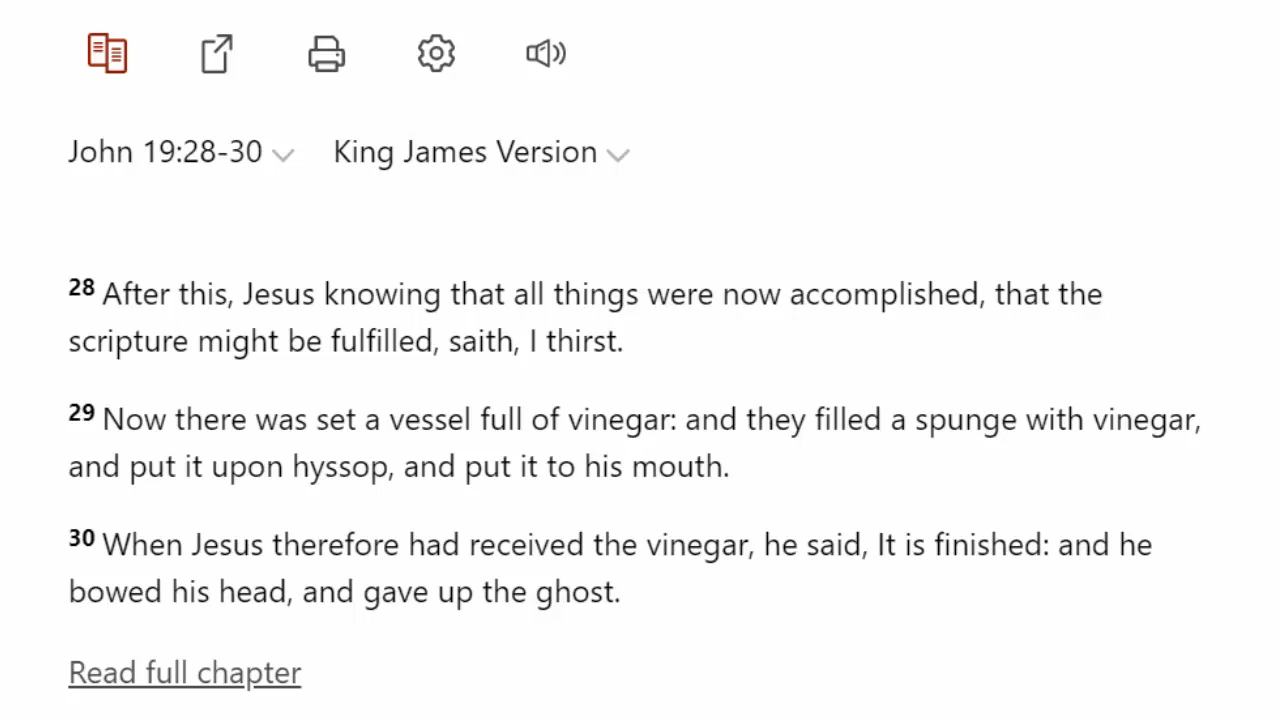 John 19:28-30 King James Version
28 After this, Jesus knowing that all things were now accomplished, that the
scripture might be fulfilled, saith, I thirst.
29 Now there was set a vessel full of vinegar: and they filled a spunge with vinegar,
and put it upon hyssop, and put it to his mouth.
30 When Jesus therefore had received the vinegar, he said, It is finished: and he
bowed his head, and gave up the ghost.
Read full chapter